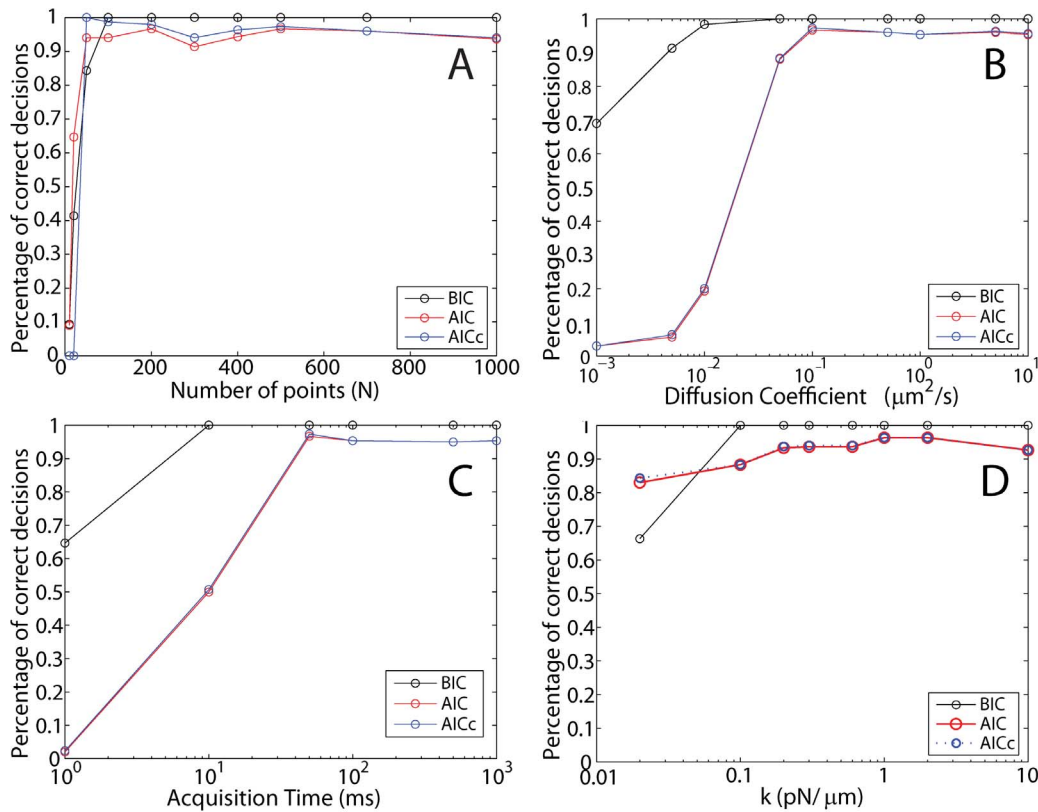 A
Percentage of correct decisions
1
0.9
0.8
0.7
0.6
0.5
0.4
0.3
0.2
0.1
0
0 200 400 600 800 1000
Number of points (N)
BIC
AIC
AICc
B
Percentage of correct decisions
1
0.9
0.8
0.7
0.6
0.5
0.4
0.3
0.2
0.1
0
10⁻³ 10⁻² 10⁻¹ 10⁰ 10¹
Diffusion Coefficient (μm²/s)
BIC
AIC
AICc
C
Percentage of correct decisions
1
0.9
0.8
0.7
0.6
0.5
0.4
0.3
0.2
0.1
0
10⁰ 10¹ 10² 10³
Acquisition Time (ms)
BIC
AIC
AICc
D
Percentage of correct decisions
1
0.9
0.8
0.7
0.6
0.5
0.4
0.3
0.2
0.1
0
0.01 0.1 1 10
k (pN/ μm)
BIC
AIC
AICc